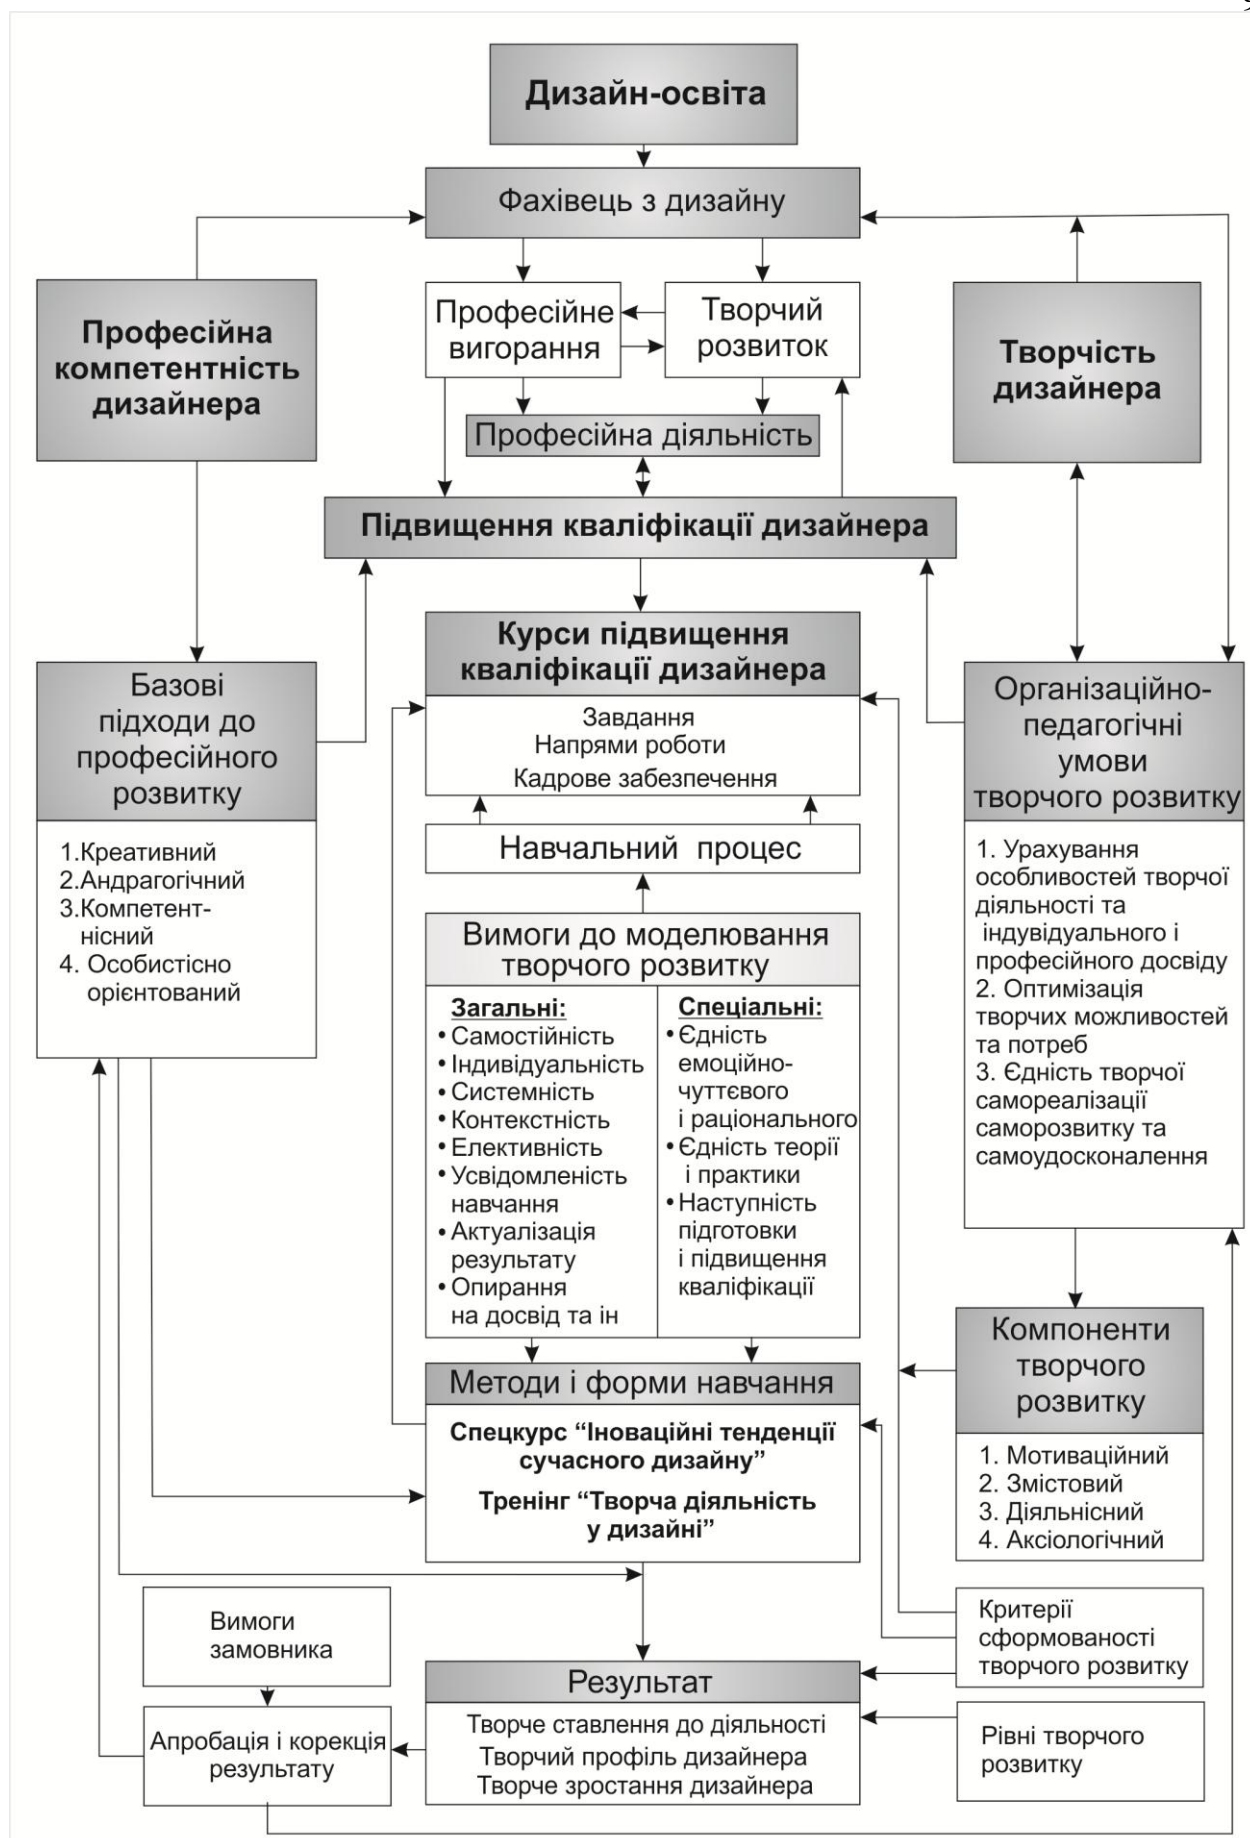 Дизайн-освіта
Фахівець з дизайну
Професійна
компетентність
дизайнера
Професійне
вигорання
Творчий
розвиток
Творчість
дизайнера
Професійна діяльність
Підвищення кваліфікації дизайнера
Курси підвищення
кваліфікації дизайнера
Завдання
Напрями роботи
Кадрове забезпечення
Базові
підходи до
професійного
розвитку
1.Креативний
2.Андрагогічний
3.Компетент-
нісний
4. Особистісно
орієнтований
Організаційно-
педагогічні
умови
творчого розвитку
1. Урахування
особливостей творчої
діяльності та
індувідуального і
професійного досвіду
2. Оптимізація
творчих можливостей
та потреб
3. Єдність творчої
самореалізації
саморозвитку та
самоудосконалення
Навчальний процес
Вимоги до моделювання
творчого розвитку
Загальні:
• Самостійність
• Індивідуальність
• Системність
• Контекстність
• Елективність
• Усвідомленість
навчання
• Актуалізація
результату
• Опирання
на досвід та ін
Спеціальні:
• Єдність
емоційно-
чуттєвого
і раціонального
• Єдність теорії
і практики
• Наступність
підготовки
і підвищення
кваліфікації
Методи і форми навчання
Спецкурс “Іноваційні тенденції
сучасного дизайну”
Тренінг “Творча діяльність
у дизайні”
Компоненти
творчого
розвитку
1. Мотиваційний
2. Змістовий
3. Діяльнісний
4. Аксіологічний
Вимоги
замовника
Критерії
сформованості
творчого розвитку
Результат
Творче ставлення до діяльності
Творчий профіль дизайнера
Творче зростання дизайнера
Апробація і корекція
результату
Рівні творчого
розвитку